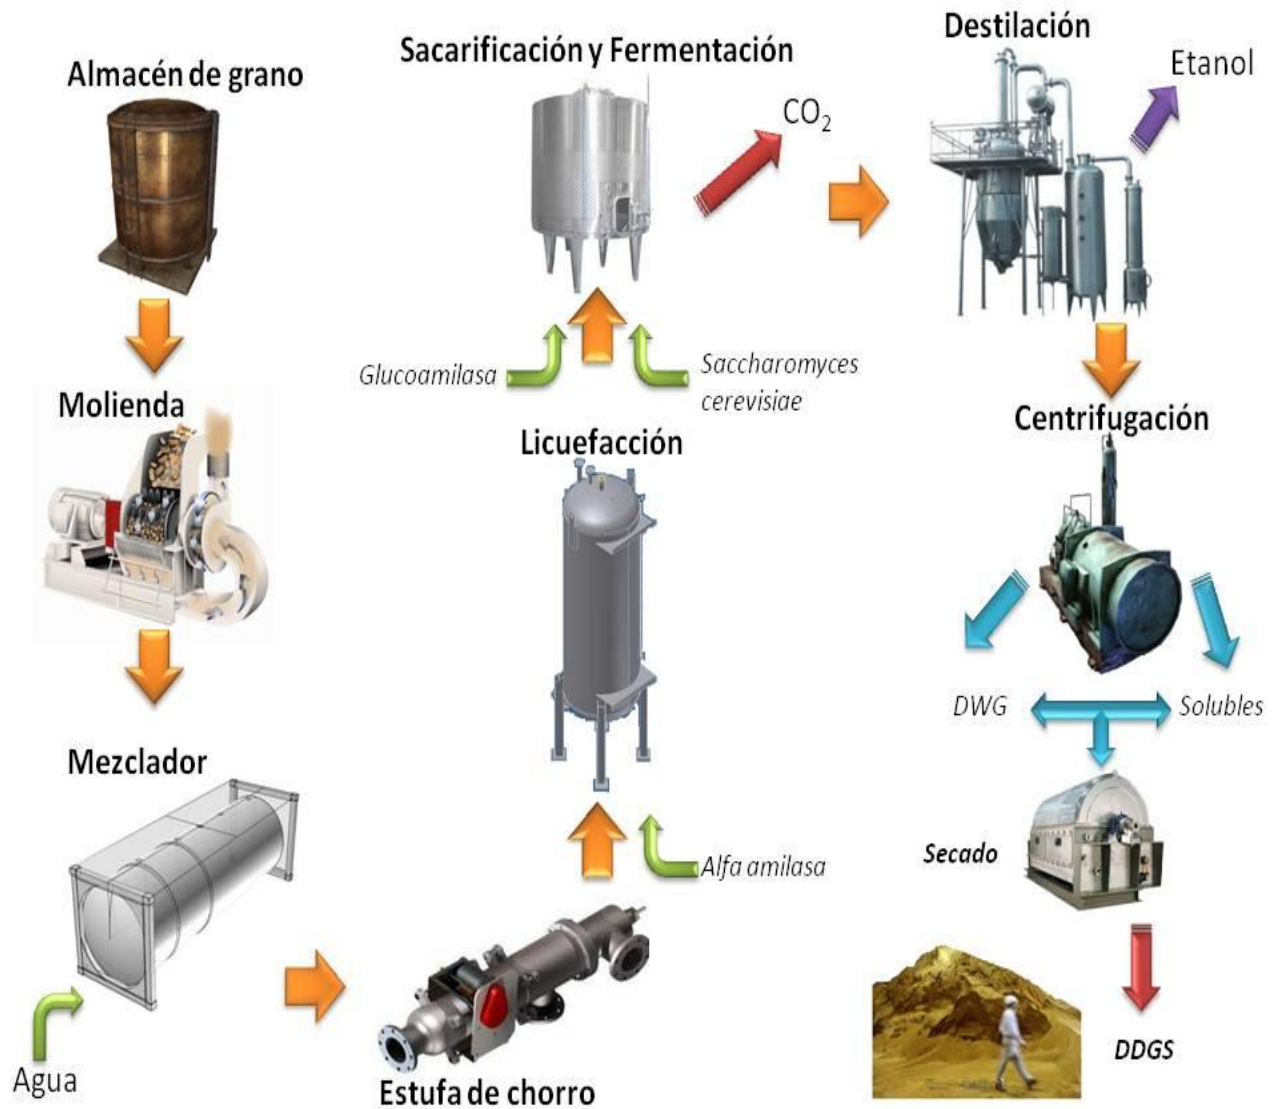 Almacén de grano
Molienda
Mezclador
Agua
Estufa de chorro
Alfa amilasa
Licuefacción
Glucoamilasa
Saccharomyces
cerevisiae
Sacarificación y Fermentación
CO₂
Destilación
Etanol
Centrifugación
DWG
Solubles
Secado
DDGS